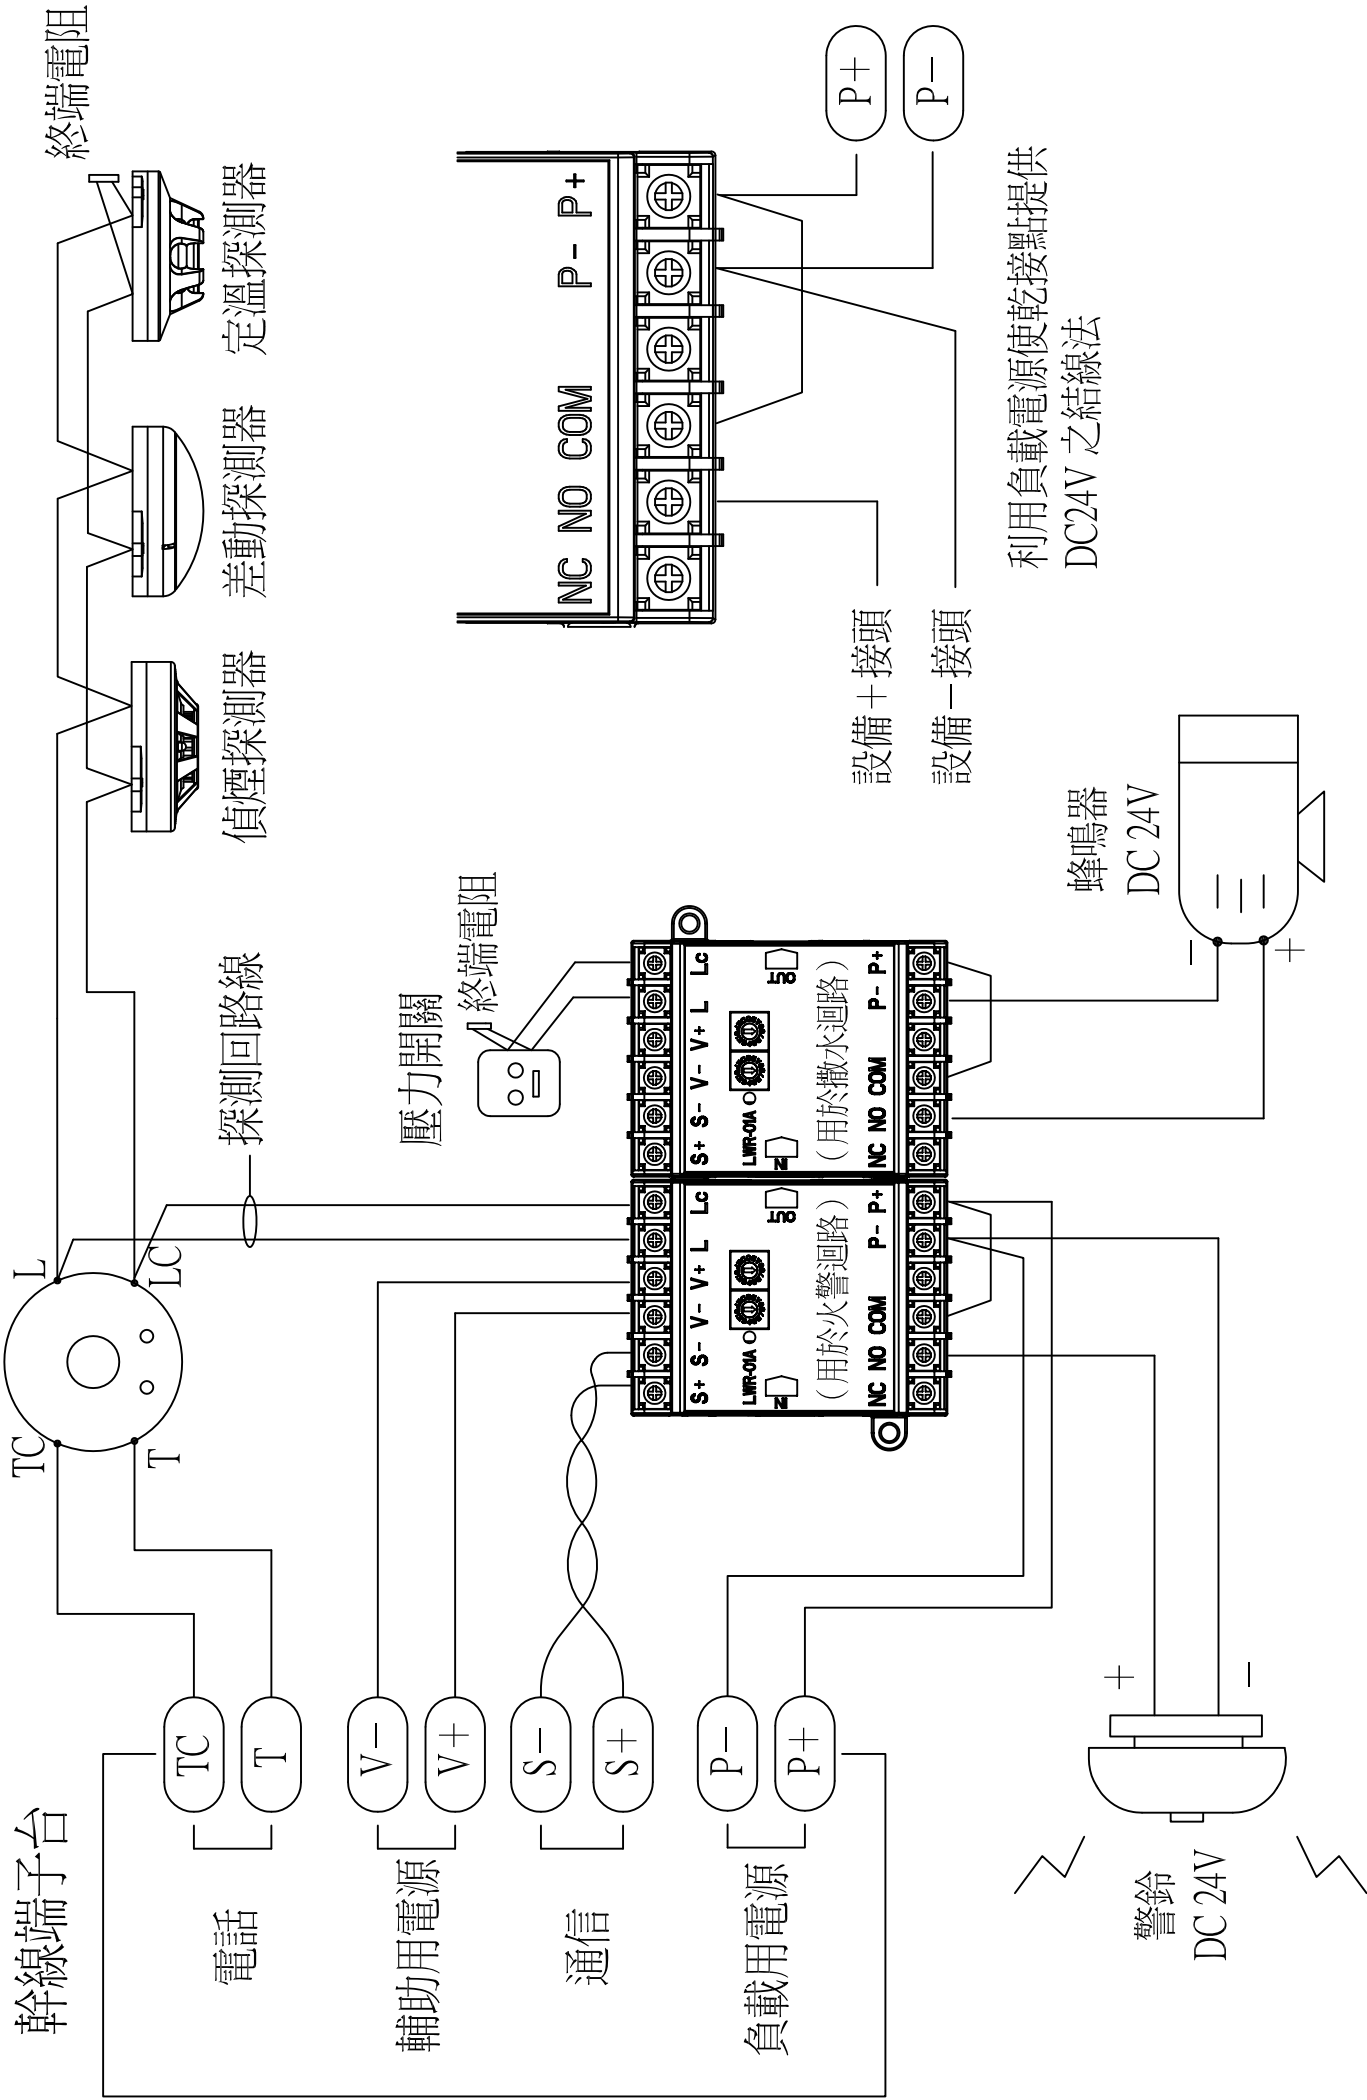 幹線端子台
電話
輔助用電源
通信
負載用電源
TC
T
V－
V＋
S－
S＋
P－
P＋
TC
T
L
LC
探測回路線
偵煙探測器
差動探測器
定溫探測器
終端電阻
壓力開關
終端電阻
S+ S- V- V+ L Lc
LWR-01A
IN
OUT
(用於火警迴路)
NC NO COM P- P+
S+ S- V- V+ L Lc
LWR-01A
IN
OUT
(用於撒水迴路)
NC NO COM P- P+
警鈴
DC 24V
＋
－
蜂鳴器
DC 24V
－
＋
NC NO COM P- P+
P＋
P－
設備＋接頭
設備－接頭
利用負載電源使乾接點提供
DC24V 之結線法